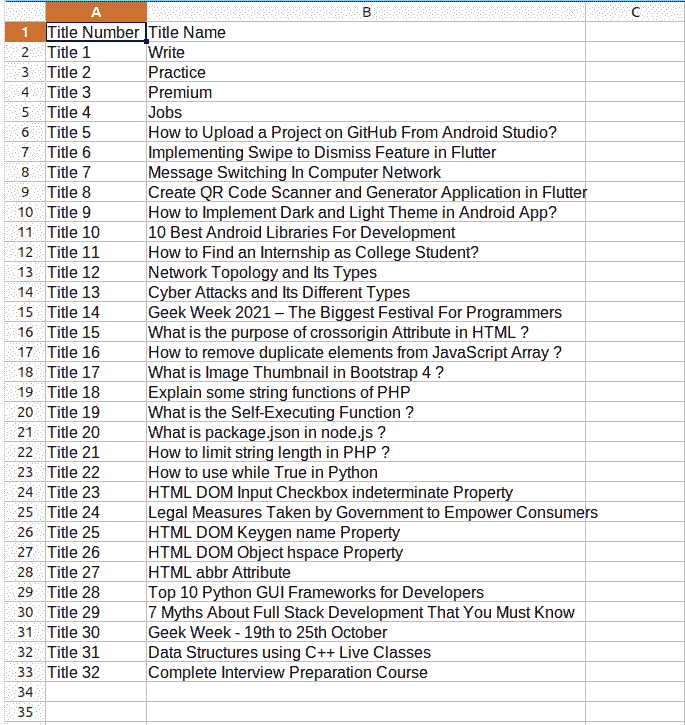 A B C
1 Title Number Title Name
2 Title 1 Write
3 Title 2 Practice
4 Title 3 Premium
5 Title 4 Jobs
6 Title 5 How to Upload a Project on GitHub From Android Studio?
7 Title 6 Implementing Swipe to Dismiss Feature in Flutter
8 Title 7 Message Switching In Computer Network
9 Title 8 Create QR Code Scanner and Generator Application in Flutter
10 Title 9 How to Implement Dark and Light Theme in Android App?
11 Title 10 10 Best Android Libraries For Development
12 Title 11 How to Find an Internship as College Student?
13 Title 12 Network Topology and Its Types
14 Title 13 Cyber Attacks and Its Different Types
15 Title 14 Geek Week 2021 – The Biggest Festival For Programmers
16 Title 15 What is the purpose of crossorigin Attribute in HTML ?
17 Title 16 How to remove duplicate elements from JavaScript Array ?
18 Title 17 What is Image Thumbnail in Bootstrap 4 ?
19 Title 18 Explain some string functions of PHP
20 Title 19 What is the Self-Executing Function ?
21 Title 20 What is package.json in node.js ?
22 Title 21 How to limit string length in PHP ?
23 Title 22 How to use while True in Python
24 Title 23 HTML DOM Input Checkbox indeterminate Property
25 Title 24 Legal Measures Taken by Government to Empower Consumers
26 Title 25 HTML DOM Keygen name Property
27 Title 26 HTML DOM Object hspace Property
28 Title 27 HTML abbr Attribute
29 Title 28 Top 10 Python GUI Frameworks for Developers
30 Title 29 7 Myths About Full Stack Development That You Must Know
31 Title 30 Geek Week - 19th to 25th October
32 Title 31 Data Structures using C++ Live Classes
33 Title 32 Complete Interview Preparation Course
34
35